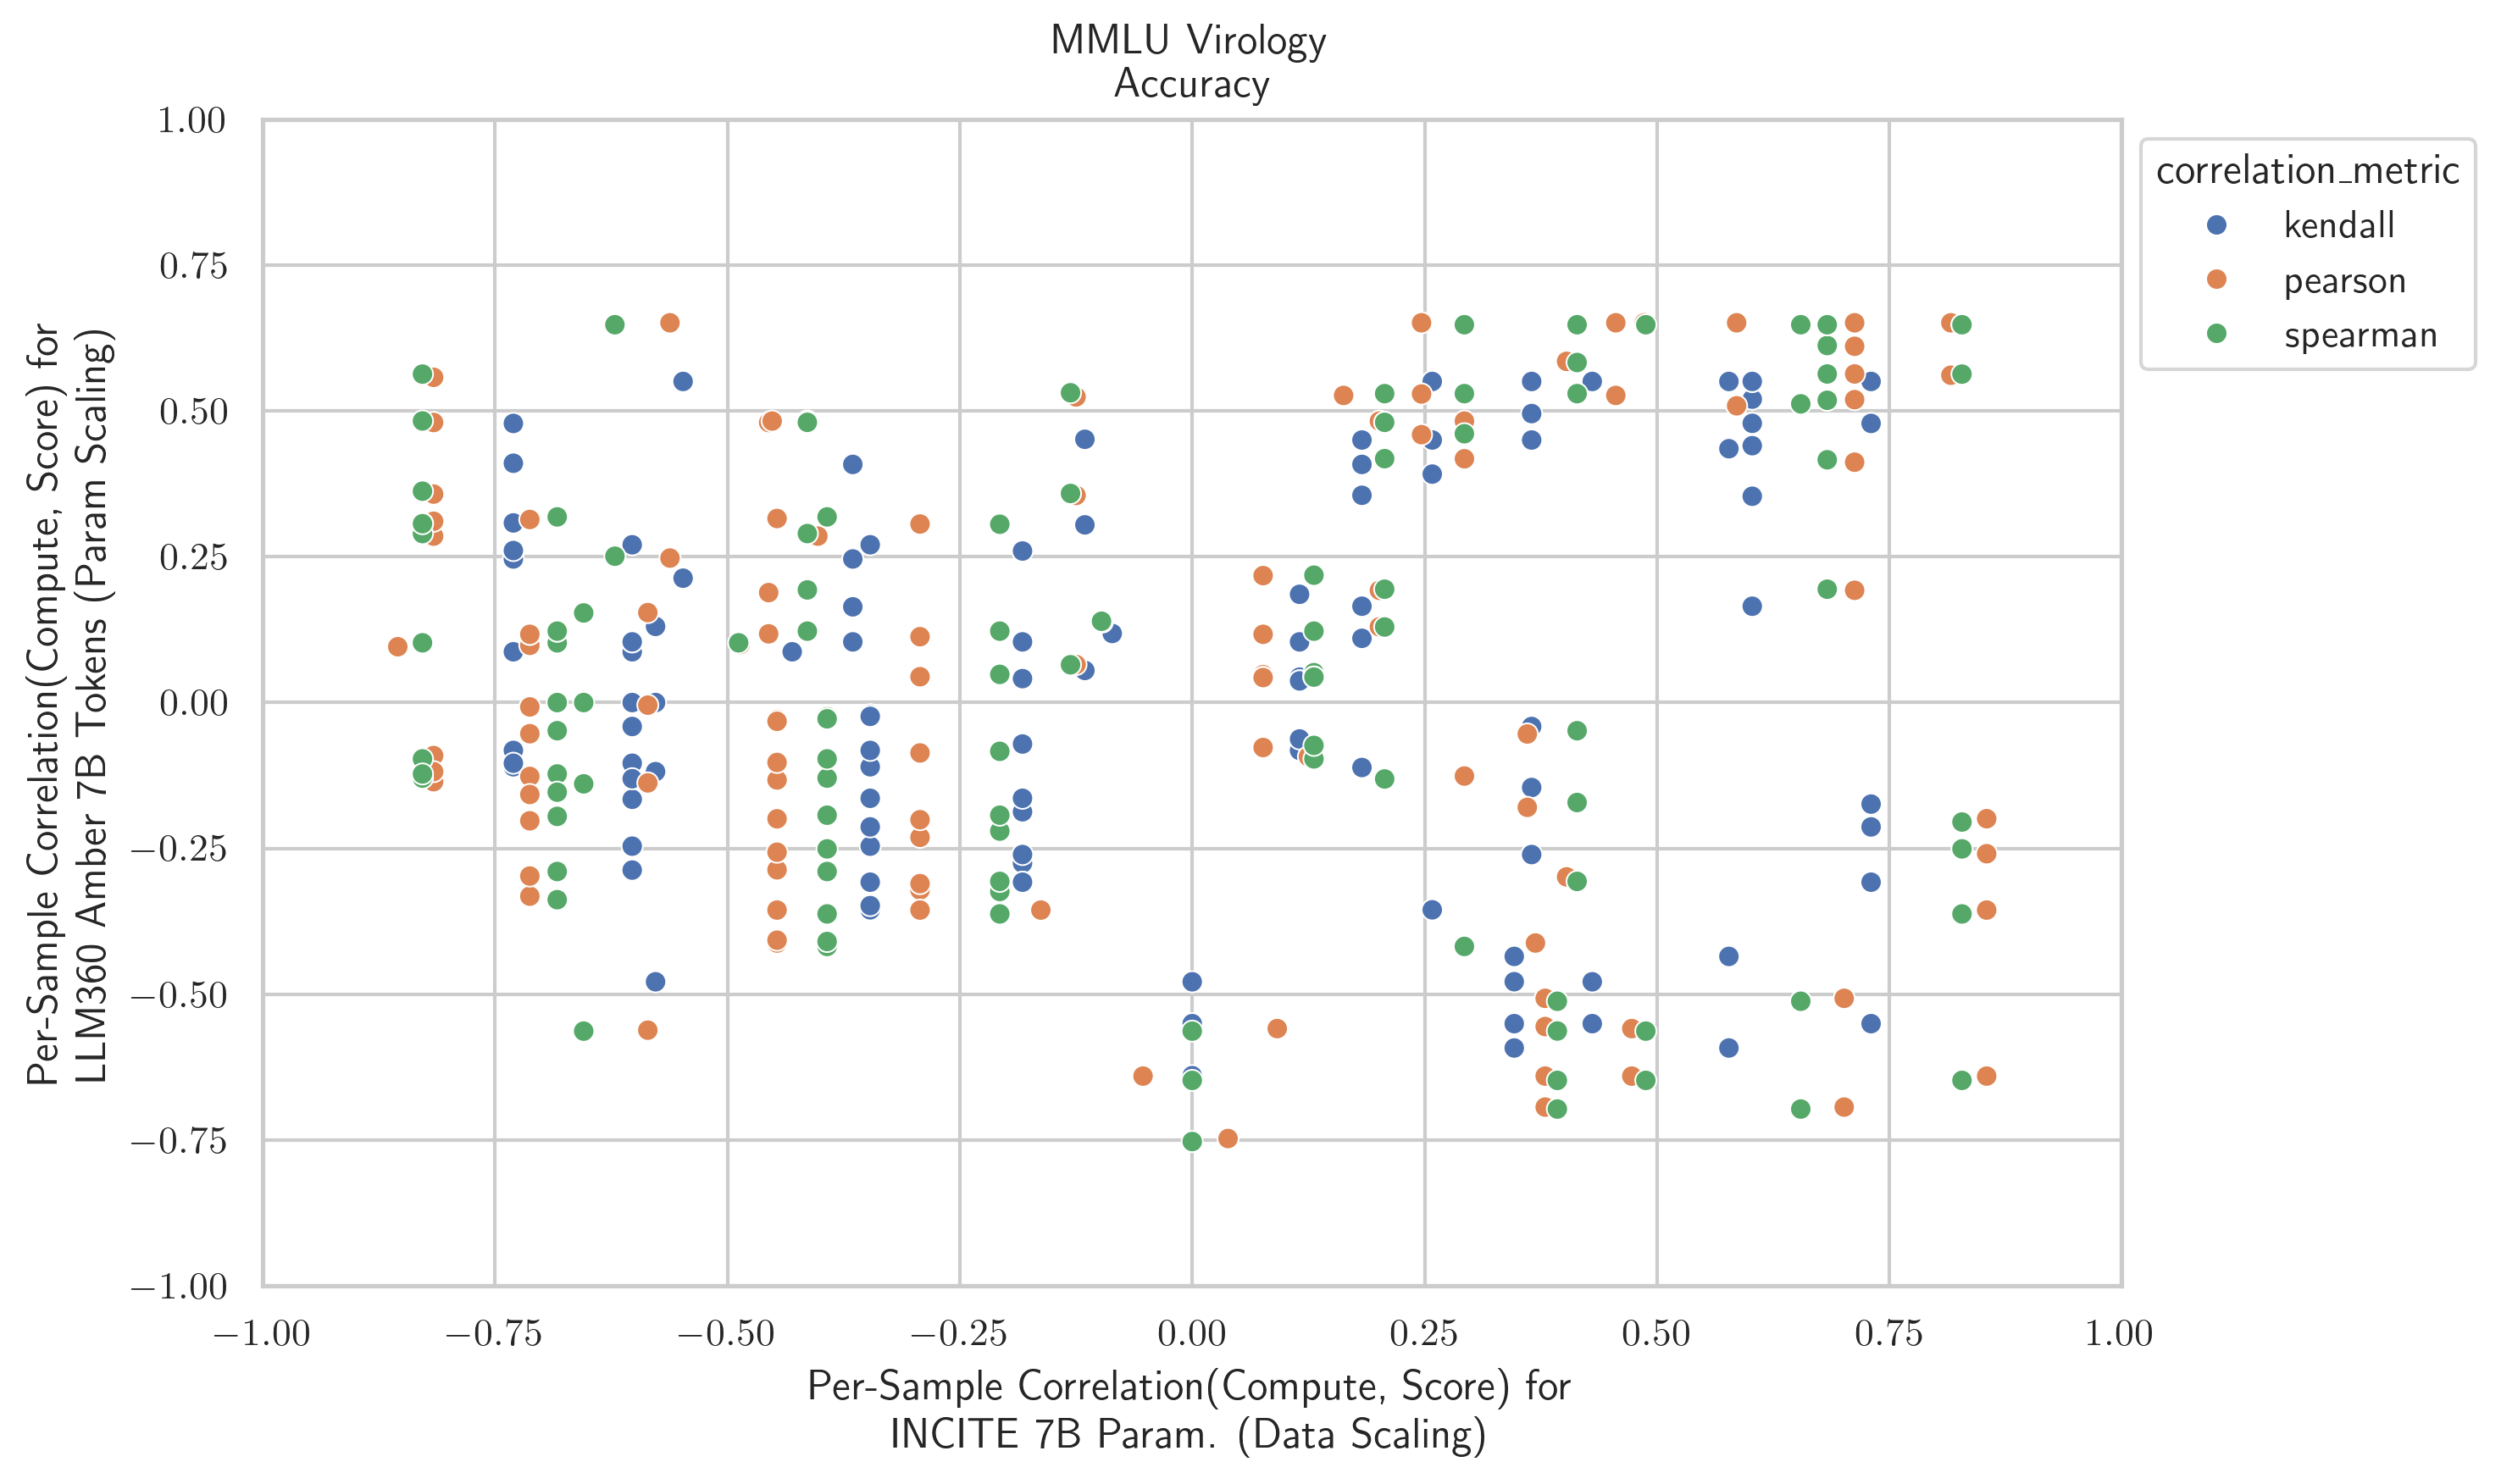 MMLU Virology
Accuracy
1.00
0.75
0.50
0.25
0.00
−0.25
−0.50
−0.75
−1.00
Per-Sample Correlation(Compute, Score) for
LLM360 Amber 7B Tokens (Param Scaling)
−1.00
−0.75
−0.50
−0.25
0.00
0.25
0.50
0.75
1.00
Per-Sample Correlation(Compute, Score) for
INCITE 7B Param. (Data Scaling)
correlation_metric
kendall
pearson
spearman